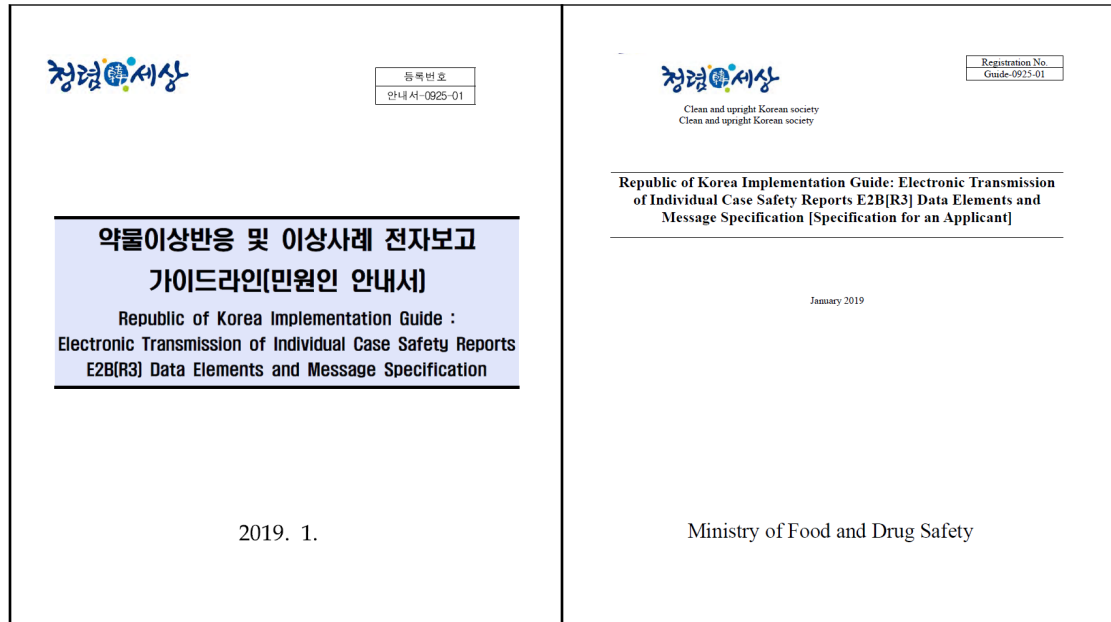 청렴韓세상
등록번호
안내서-0925-01
약물이상반응 및 이상사례 전자보고
가이드라인(민원인 안내서)
Republic of Korea Implementation Guide :
Electronic Transmission of Individual Case Safety Reports
E2B(R3) Data Elements and Message Specification
2019. 1.
청렴韓세상
Clean and upright Korean society
Clean and upright Korean society
Registration No.
Guide-0925-01
Republic of Korea Implementation Guide: Electronic Transmission
of Individual Case Safety Reports E2B[R3] Data Elements and
Message Specification [Specification for an Applicant]
January 2019
Ministry of Food and Drug Safety